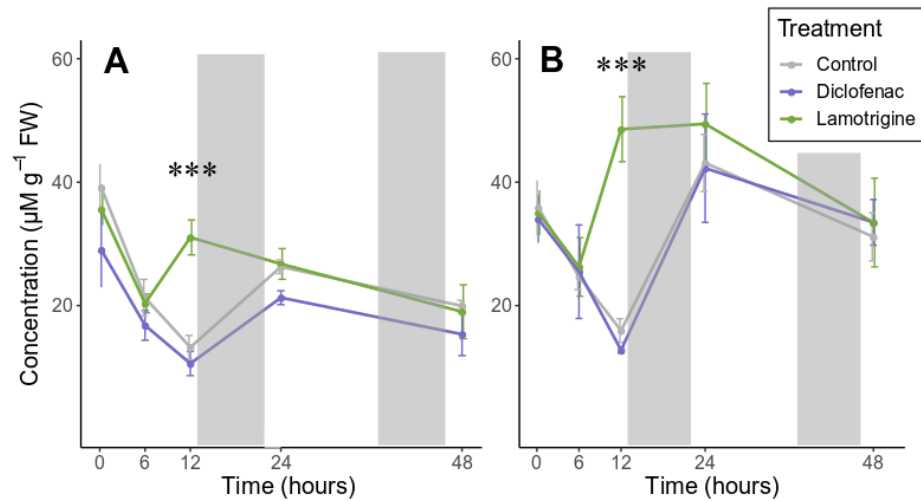 Treatment
Control
Diclofenac
Lamotrigine
A
B
***
***
Concentration (µM g⁻¹ FW)
60
40
20
60
40
20
0 6 12 24 48
0 6 12 24 48
Time (hours)
Time (hours)